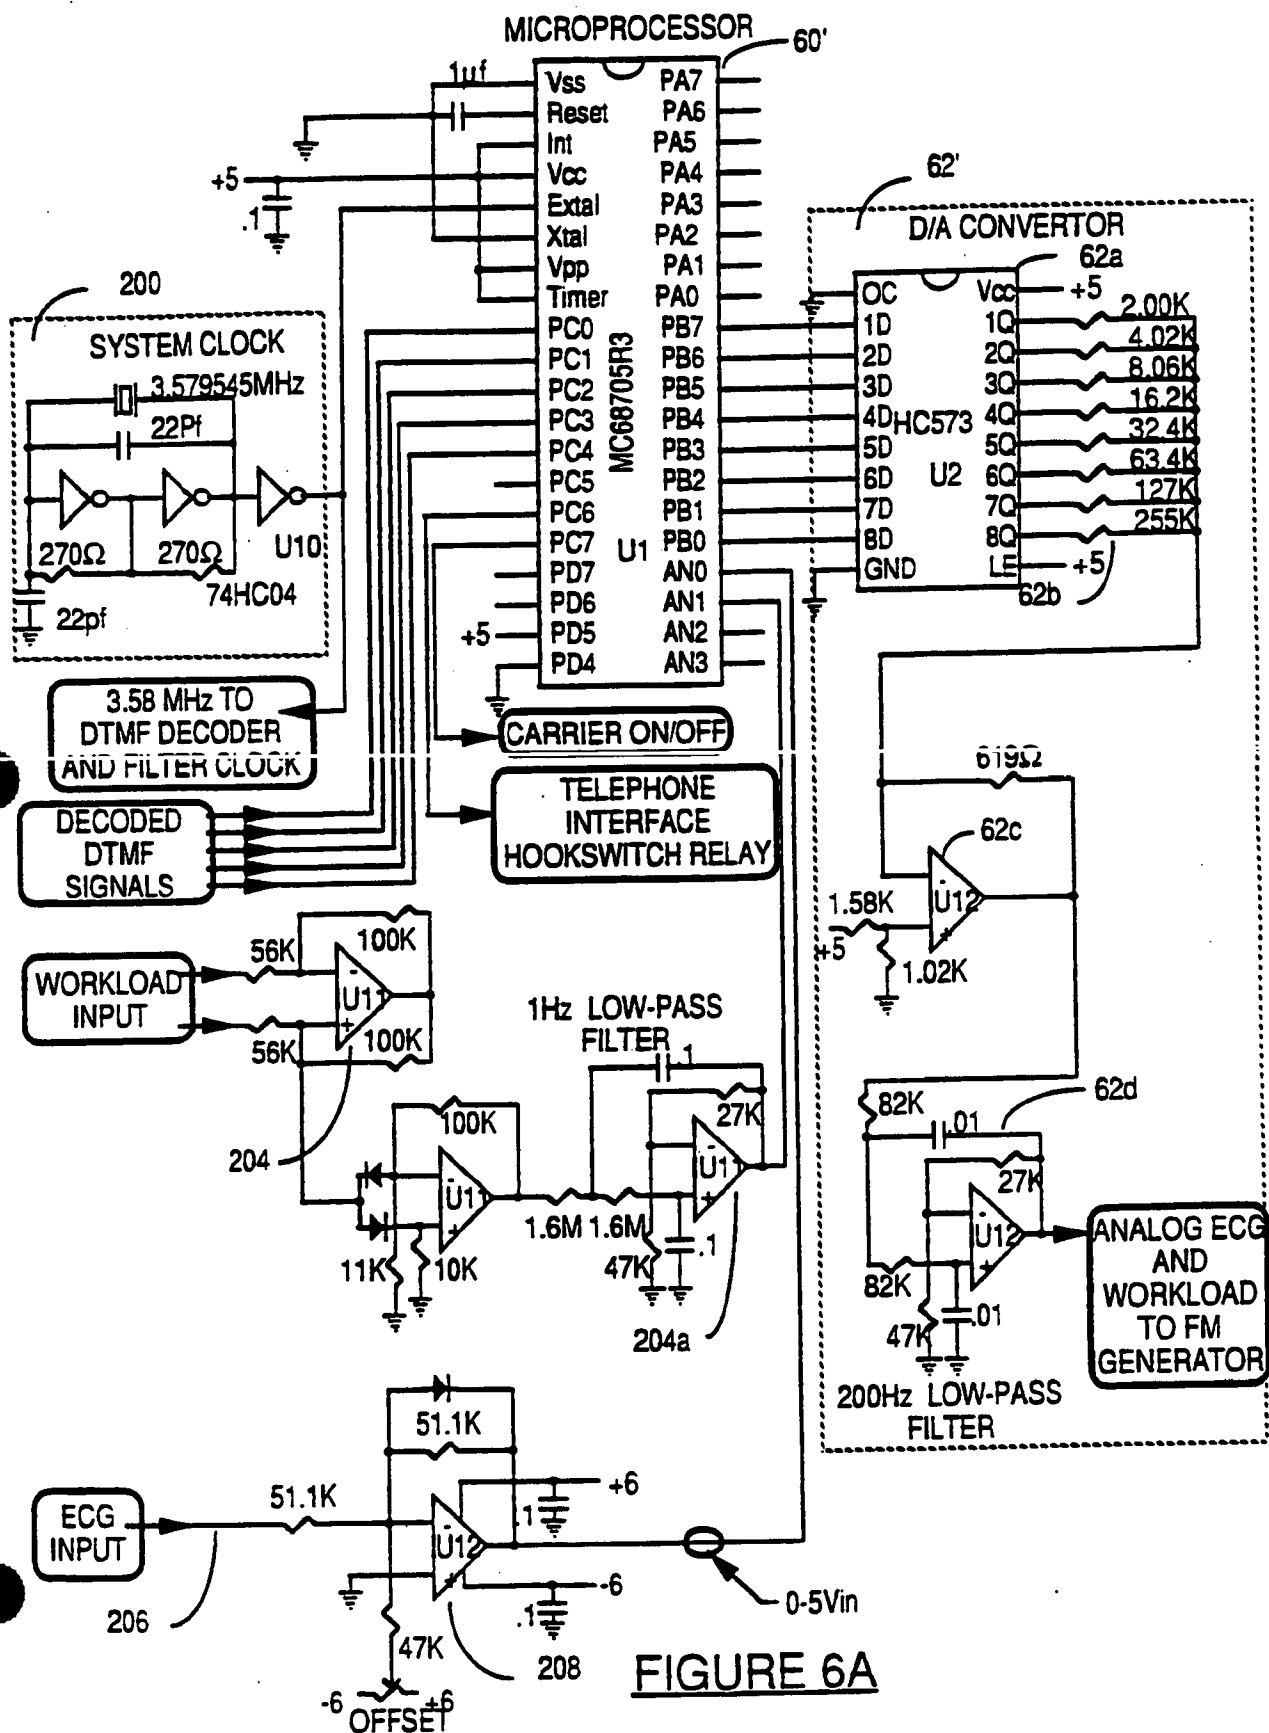 MICROPROCESSOR
60'
1µf
Vss
Reset
Int
Vcc
Extal
Xtal
Vpp
Timer
PC0
PC1
PC2
PC3
PC4
PC5
PC6
PC7
PD7
PD6
PD5
PD4
MC68705R3
U1
PA7
PA6
PA5
PA4
PA3
PA2
PA1
PA0
PB7
PB6
PB5
PB4
PB3
PB2
PB1
PB0
AN0
AN1
AN2
AN3
+5
.1
+5
200
SYSTEM CLOCK
3.579545MHz
22Pf
270Ω
270Ω
U10
74HC04
22pf
3.58 MHz TO
DTMF DECODER
AND FILTER CLOCK
DECODED
DTMF
SIGNALS
CARRIER ON/OFF
TELEPHONE
INTERFACE
HOOKSWITCH RELAY
62'
D/A CONVERTOR
62a
OC
1D
2D
3D
4D
5D
6D
7D
8D
GND
HC573
U2
Vcc
1Q
2Q
3Q
4Q
5Q
6Q
7Q
8Q
LE
+5
2.00K
4.02K
8.06K
16.2K
32.4K
63.4K
127K
255K
+5
62b
619Ω
62c
-
U12
+
1.58K
+5
1.02K
82K
62d
.01
27K
-
U12
+
82K
47K
.01
200Hz LOW-PASS
FILTER
ANALOG ECG
AND
WORKLOAD
TO FM
GENERATOR
WORKLOAD
INPUT
56K
100K
-
U11
+
56K
100K
204
100K
-
U11
+
11K
10K
1Hz LOW-PASS
FILTER
.1
27K
-
U11
+
1.6M
1.6M
47K
.1
204a
51.1K
ECG
INPUT
51.1K
206
-
U12
+
.1
+6
.1
-6
47K
208
-6
+6
OFFSET
0-5Vin
FIGURE 6A